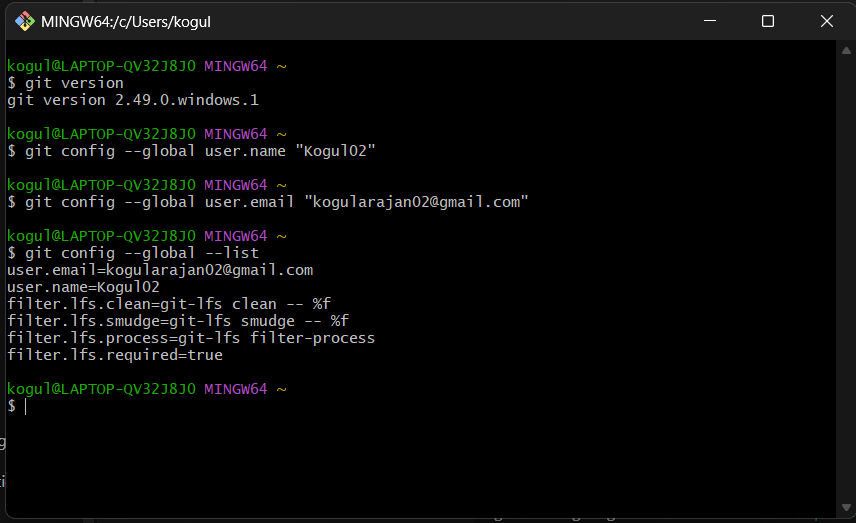 MINGW64:/c/Users/kogul
kogul@LAPTOP-QV32J8JO MINGW64 ~
$ git version
git version 2.49.0.windows.1
kogul@LAPTOP-QV32J8JO MINGW64 ~
$ git config --global user.name "Kogul02"
kogul@LAPTOP-QV32J8JO MINGW64 ~
$ git config --global user.email "kogularajan02@gmail.com"
kogul@LAPTOP-QV32J8JO MINGW64 ~
$ git config --global --list
user.email=kogularajan02@gmail.com
user.name=Kogul02
filter.lfs.clean=git-lfs clean -- %f
filter.lfs.smudge=git-lfs smudge -- %f
filter.lfs.process=git-lfs filter-process
filter.lfs.required=true
kogul@LAPTOP-QV32J8JO MINGW64 ~
$